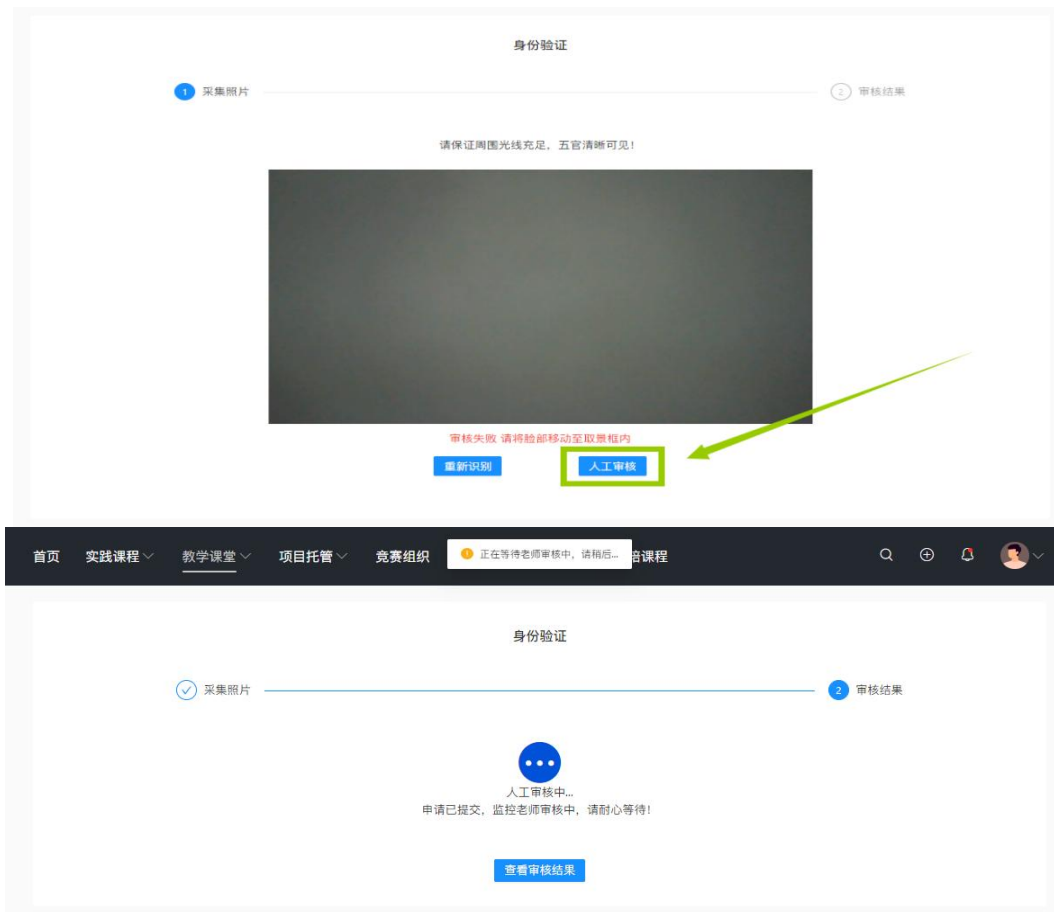 身份验证
1 采集照片
2 审核结果
请保证周围光线充足，五官清晰可见！
审核失败 请将脸部移动至取景框内
重新识别
人工审核
首页 实践课程 教学课堂 项目托管 竞赛组织 正在等待老师审核中，请稍后... 培课程
身份验证
采集照片
2 审核结果
人工审核中...
申请已提交，监控老师审核中，请耐心等待！
查看审核结果